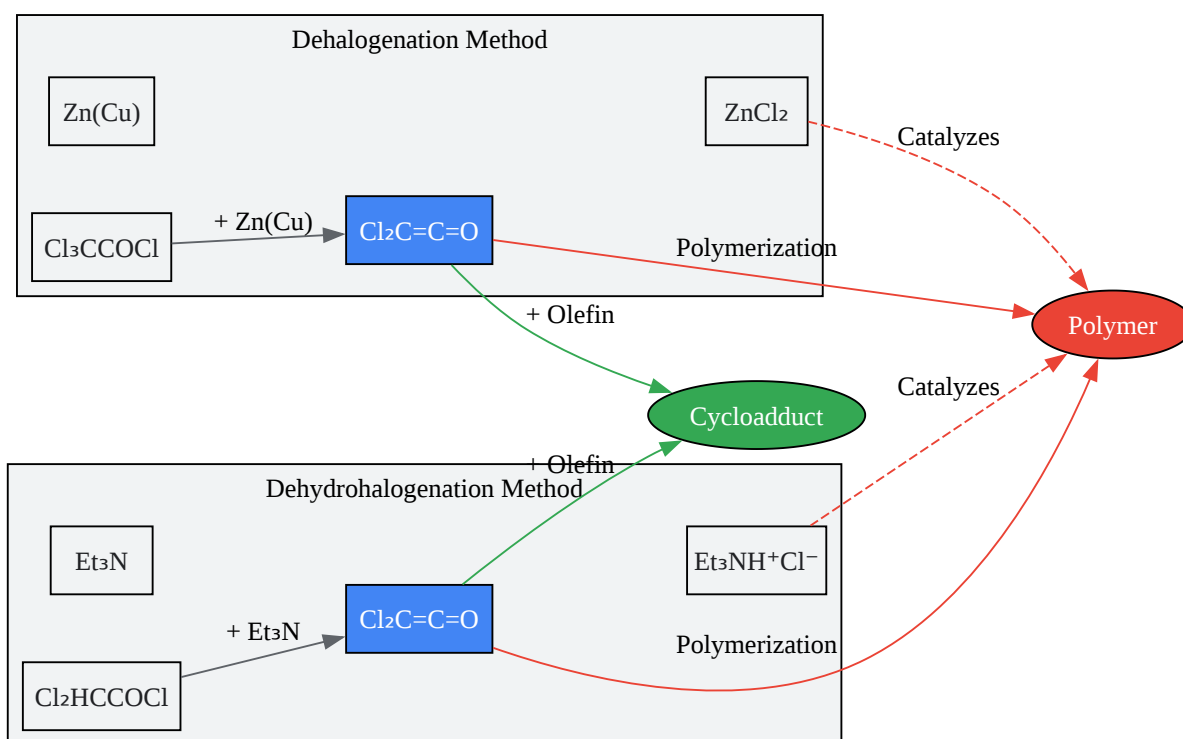 Dehalogenation Method
Zn(Cu)
ZnCl₂
Catalyzes
Cl₃CCOCl
+ Zn(Cu)
Cl₂C=C=O
Polymerization
+ Olefin
Polymer
Catalyzes
Cycloadduct
+ Olefin
Dehydrohalogenation Method
Et₃N
Et₃NH⁺Cl⁻
Cl₂C=C=O
+ Et₃N
Polymerization
Cl₂HCCOCl